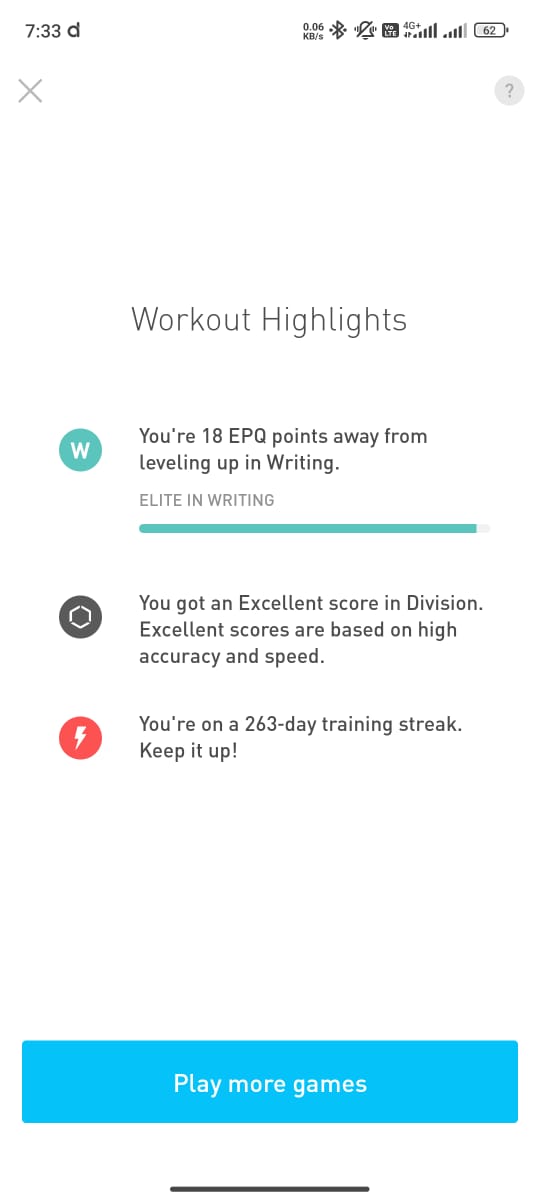 7:33 d
0.06
KB/s
Vo
LTE
4G+
62
?
Workout Highlights
W
You're 18 EPQ points away from
leveling up in Writing.
ELITE IN WRITING
You got an Excellent score in Division.
Excellent scores are based on high
accuracy and speed.
You're on a 263-day training streak.
Keep it up!
Play more games